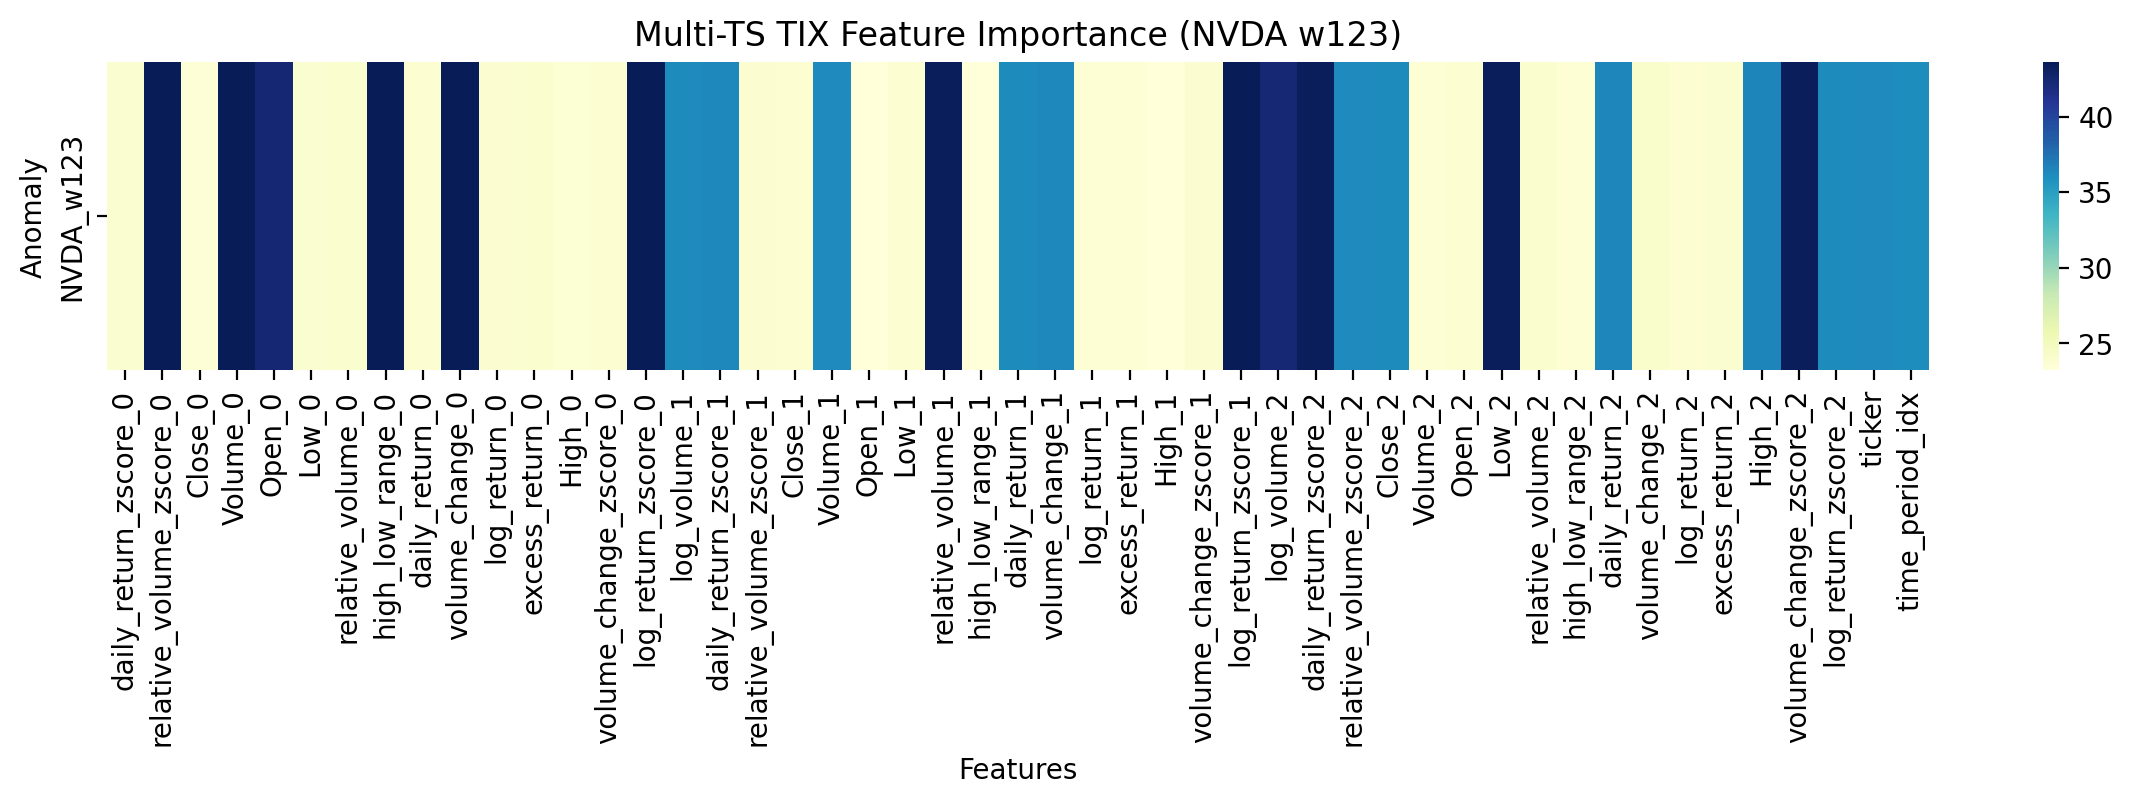 Multi-TS TIX Feature Importance (NVDA w123)
Anomaly
NVDA_w123
40
35
30
25
daily_return_zscore_0
relative_volume_zscore_0
Close_0
Volume_0
Open_0
Low_0
relative_volume_0
high_low_range_0
daily_return_0
volume_change_0
log_return_0
excess_return_0
High_0
volume_change_zscore_0
log_return_zscore_0
log_volume_1
daily_return_zscore_1
relative_volume_zscore_1
Close_1
Volume_1
Open_1
Low_1
relative_volume_1
high_low_range_1
daily_return_1
volume_change_1
log_return_1
excess_return_1
High_1
volume_change_zscore_1
log_return_zscore_1
log_volume_2
daily_return_zscore_2
relative_volume_zscore_2
Close_2
Volume_2
Open_2
Low_2
relative_volume_2
high_low_range_2
daily_return_2
volume_change_2
log_return_2
excess_return_2
High_2
volume_change_zscore_2
log_return_zscore_2
ticker
time_period_idx
Features